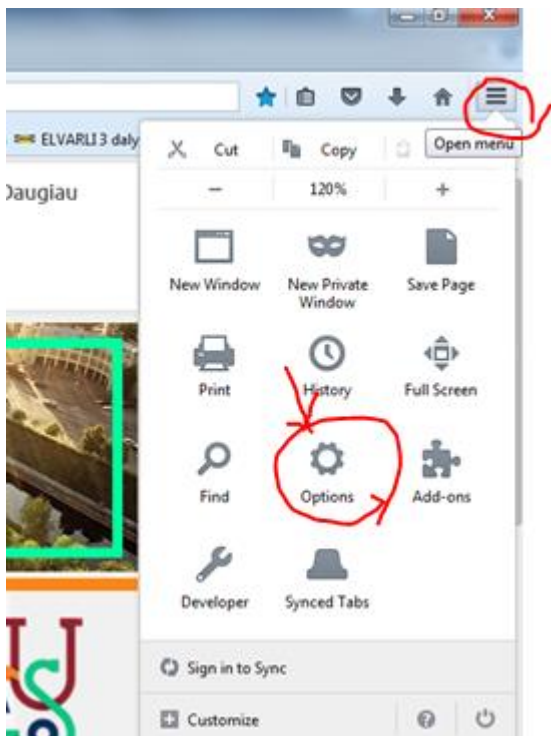 ELVARLI 3 daly
Cut
Copy
Open menu
Daugiau
120%
New Window
New Private
Window
Save Page
Print
History
Full Screen
Find
Options
Add-ons
Developer
Synced Tabs
Sign in to Sync
Customize